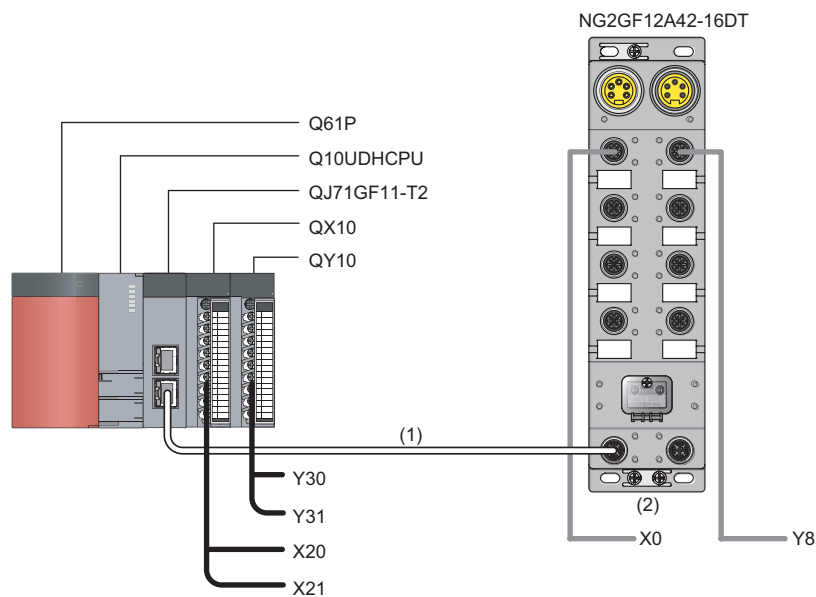 NG2GF12A42-16DT
Q61P
Q10UDHCPU
QJ71GF11-T2
QX10
QY10
(1)
Y30
Y31
X20
X21
(2)
X0
Y8